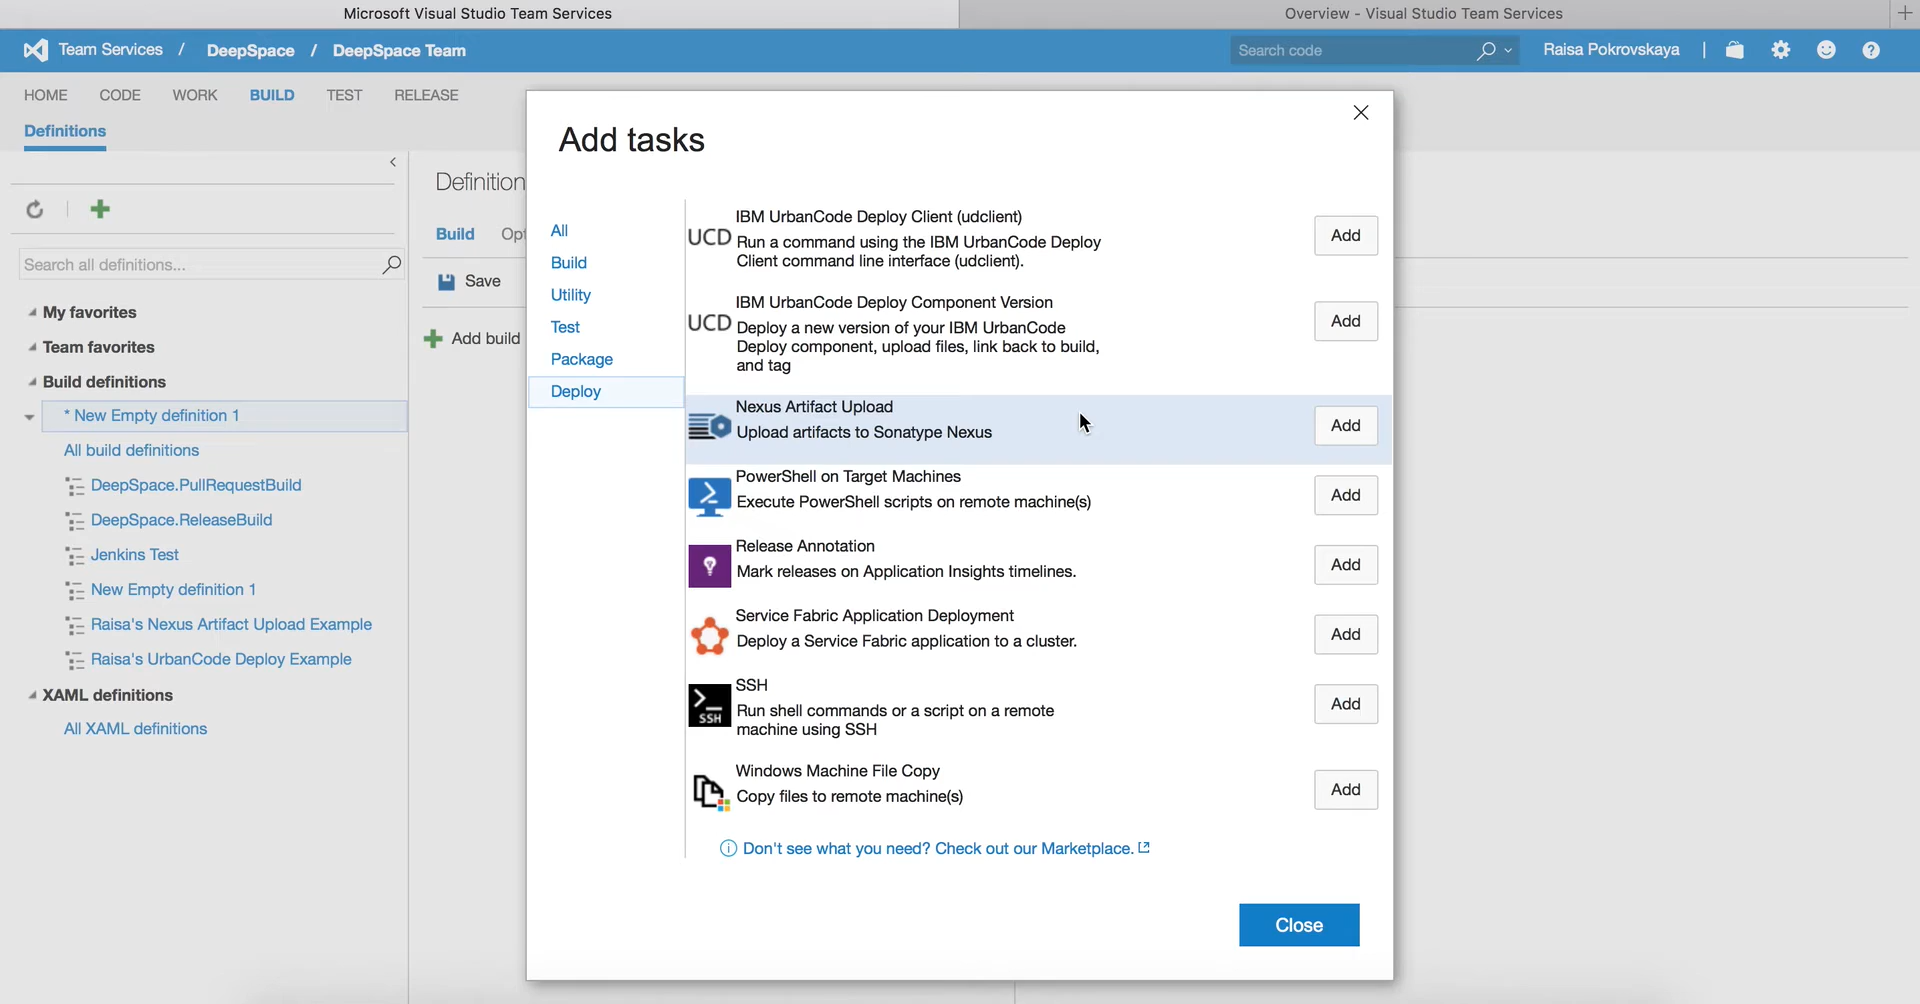 Microsoft Visual Studio Team Services
Overview - Visual Studio Team Services
Team Services / DeepSpace / DeepSpace Team
Search code
Raisa Pokrovskaya
HOME CODE WORK BUILD TEST RELEASE
Definitions
Search all definitions...
My favorites
Team favorites
Build definitions
* New Empty definition 1
All build definitions
DeepSpace.PullRequestBuild
DeepSpace.ReleaseBuild
Jenkins Test
New Empty definition 1
Raisa's Nexus Artifact Upload Example
Raisa's UrbanCode Deploy Example
XAML definitions
All XAML definitions
Definition
Build Opt
Save
Add build
Add tasks
All
Build
Utility
Test
Package
Deploy
UCD
IBM UrbanCode Deploy Client (udclient)
Run a command using the IBM UrbanCode Deploy
Client command line interface (udclient).
Add
UCD
IBM UrbanCode Deploy Component Version
Deploy a new version of your IBM UrbanCode
Deploy component, upload files, link back to build,
and tag
Add
Nexus Artifact Upload
Upload artifacts to Sonatype Nexus
Add
PowerShell on Target Machines
Execute PowerShell scripts on remote machine(s)
Add
Release Annotation
Mark releases on Application Insights timelines.
Add
Service Fabric Application Deployment
Deploy a Service Fabric application to a cluster.
Add
SSH
SSH
Run shell commands or a script on a remote
machine using SSH
Add
Windows Machine File Copy
Copy files to remote machine(s)
Add
Don't see what you need? Check out our Marketplace.
Close